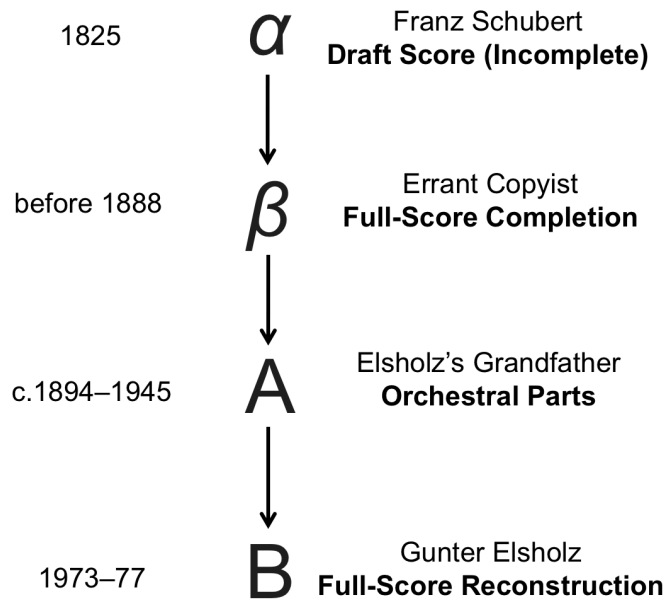 1825
α
Franz Schubert
Draft Score (Incomplete)
before 1888
β
Errant Copyist
Full-Score Completion
c.1894–1945
A
Elsholz’s Grandfather
Orchestral Parts
1973–77
B
Gunter Elsholz
Full-Score Reconstruction